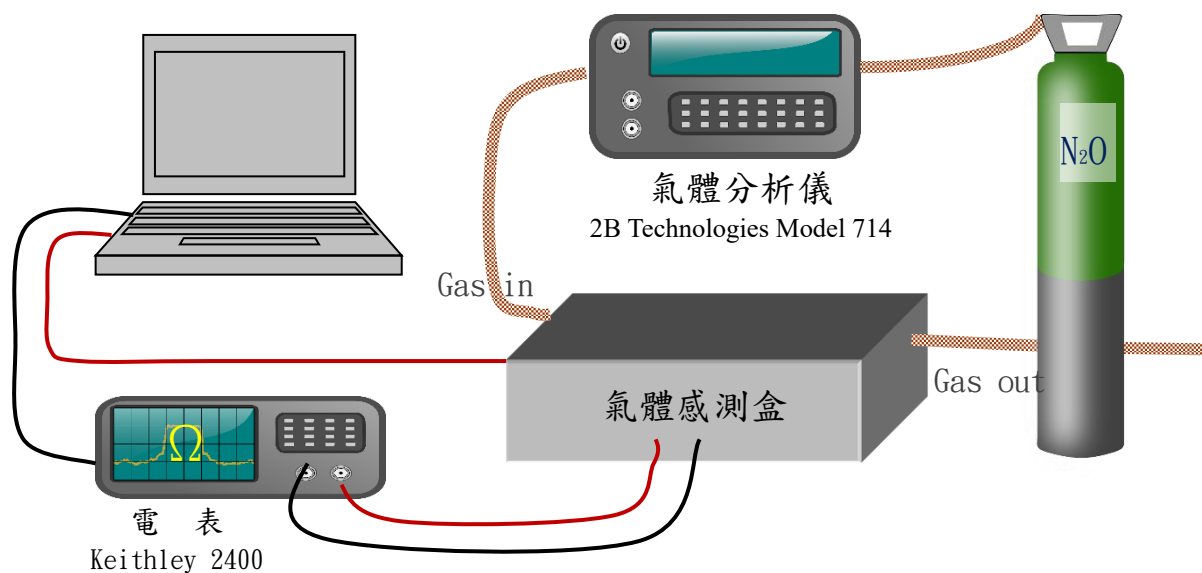 N₂O
氣體分析儀
2B Technologies Model 714
Gas in
Gas out
氣體感測盒
Ω
電 表
Keithley 2400